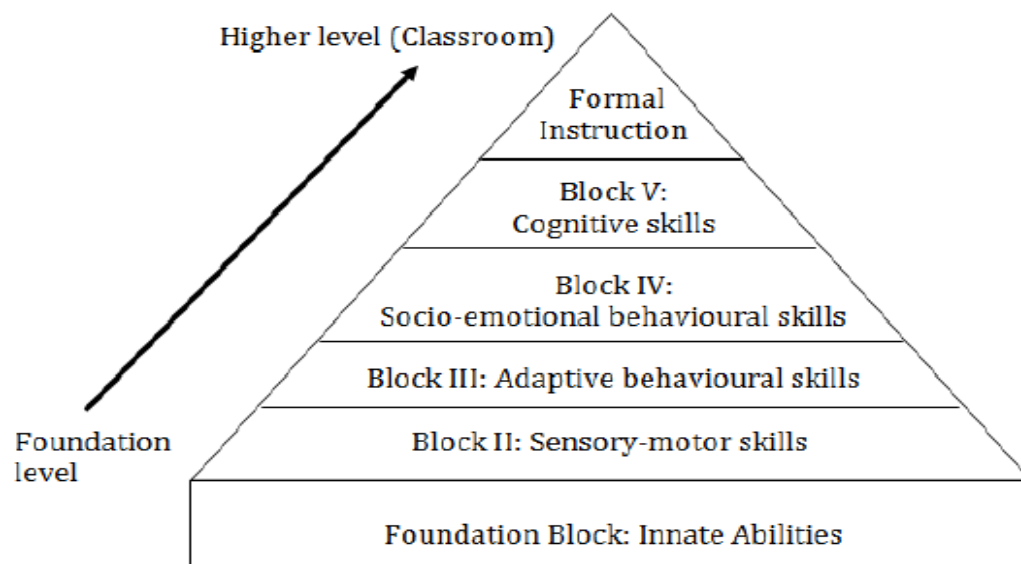 Higher level (Classroom)
Formal
Instruction
Block V:
Cognitive skills
Block IV:
Socio-emotional behavioural skills
Block III: Adaptive behavioural skills
Foundation
level
Block II: Sensory-motor skills
Foundation Block: Innate Abilities